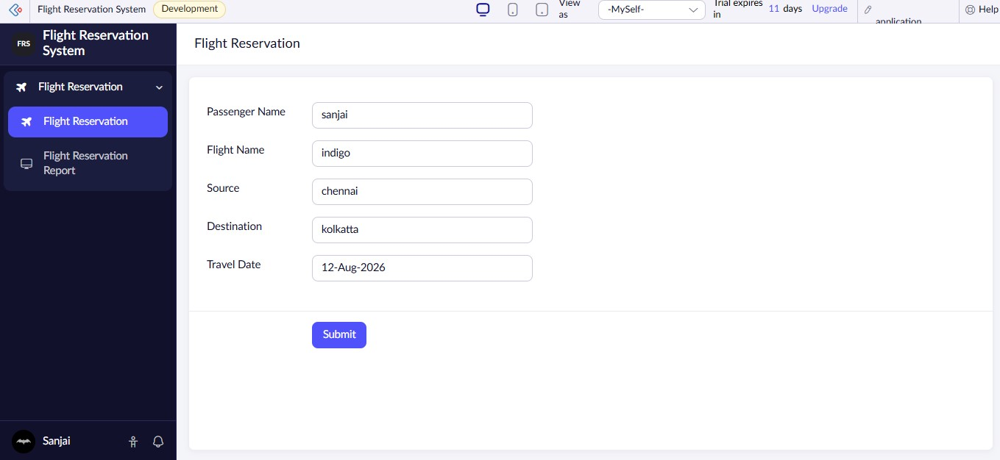 Flight Reservation System
Development
View as
-MySelf-
Trial expires in
11 days
Upgrade
application
Help
FRS
Flight Reservation
System
Flight Reservation
Flight Reservation
Flight Reservation
Report
Sanjai
Flight Reservation
Passenger Name
sanjai
Flight Name
indigo
Source
chennai
Destination
kolkatta
Travel Date
12-Aug-2026
Submit